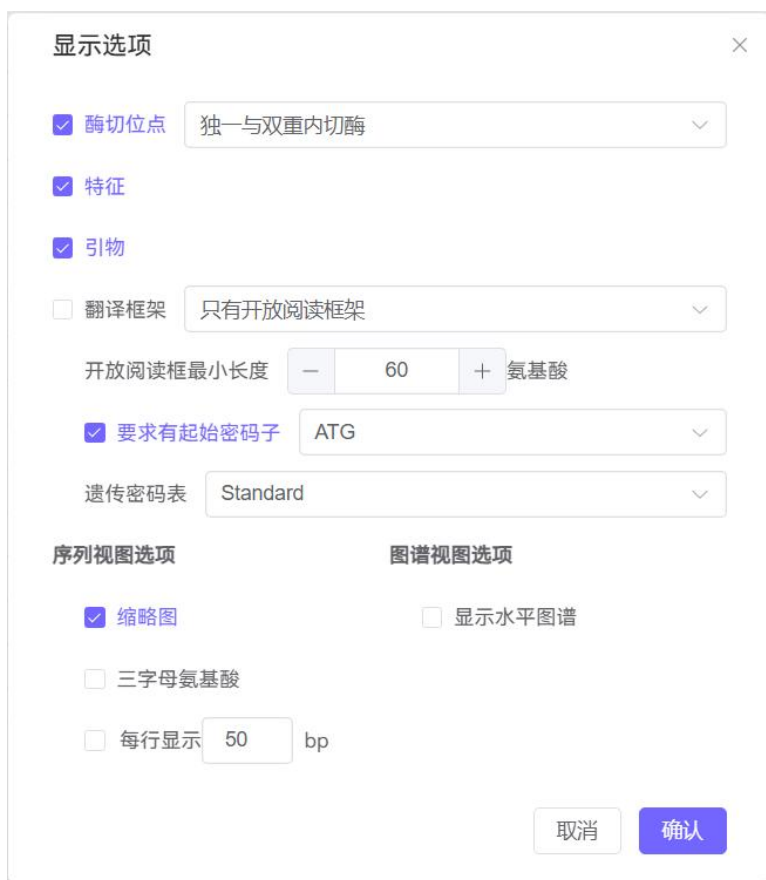 显示选项
酶切位点 独一与双重内切酶
特征
引物
翻译框架 只有开放阅读框架
开放阅读框最小长度 — 60 + 氨基酸
要求有起始密码子 ATG
遗传密码表 Standard
序列视图选项 图谱视图选项
缩略图 显示水平图谱
三字母氨基酸
每行显示 50 bp
取消 确认